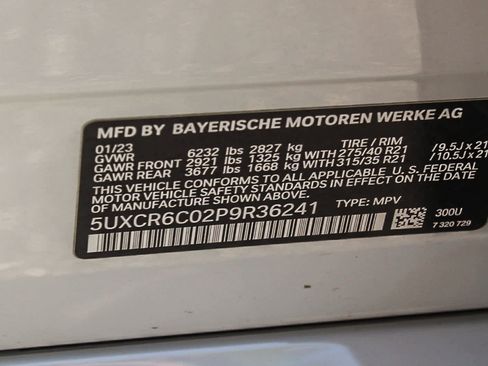 MFD BY BAYERISCHE MOTOREN WERKE AG
01/23 TIRE / RIM
GVWR 6232 lbs 2827 kg
GAWR FRONT 2921 lbs 1325 kg WITH 275/40 R21 / 9.5J x 21
GAWR REAR 3677 lbs 1668 kg WITH 315/35 R21 / 10.5J x 21
THIS VEHICLE CONFORMS TO ALL APPLICABLE U. S. FEDERAL
MOTOR VEHICLE SAFETY STANDARDS IN EFFECT ON THE
DATE OF MANUFACTURE SHOWN ABOVE.
5UXCR6C02P9R36241 TYPE: MPV
300U
7 320 729